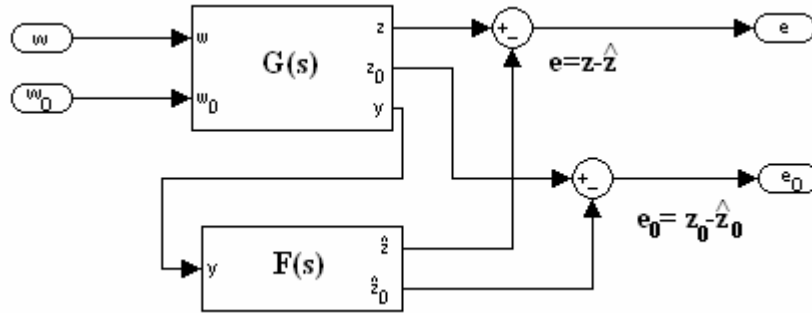 w
w
G(s)
z
+
−
e
w₀
w₀
z₀
e=z-ẑ
y
+
−
e₀
y
F(s)
ẑ
ẑ₀
e₀= z₀-ẑ₀